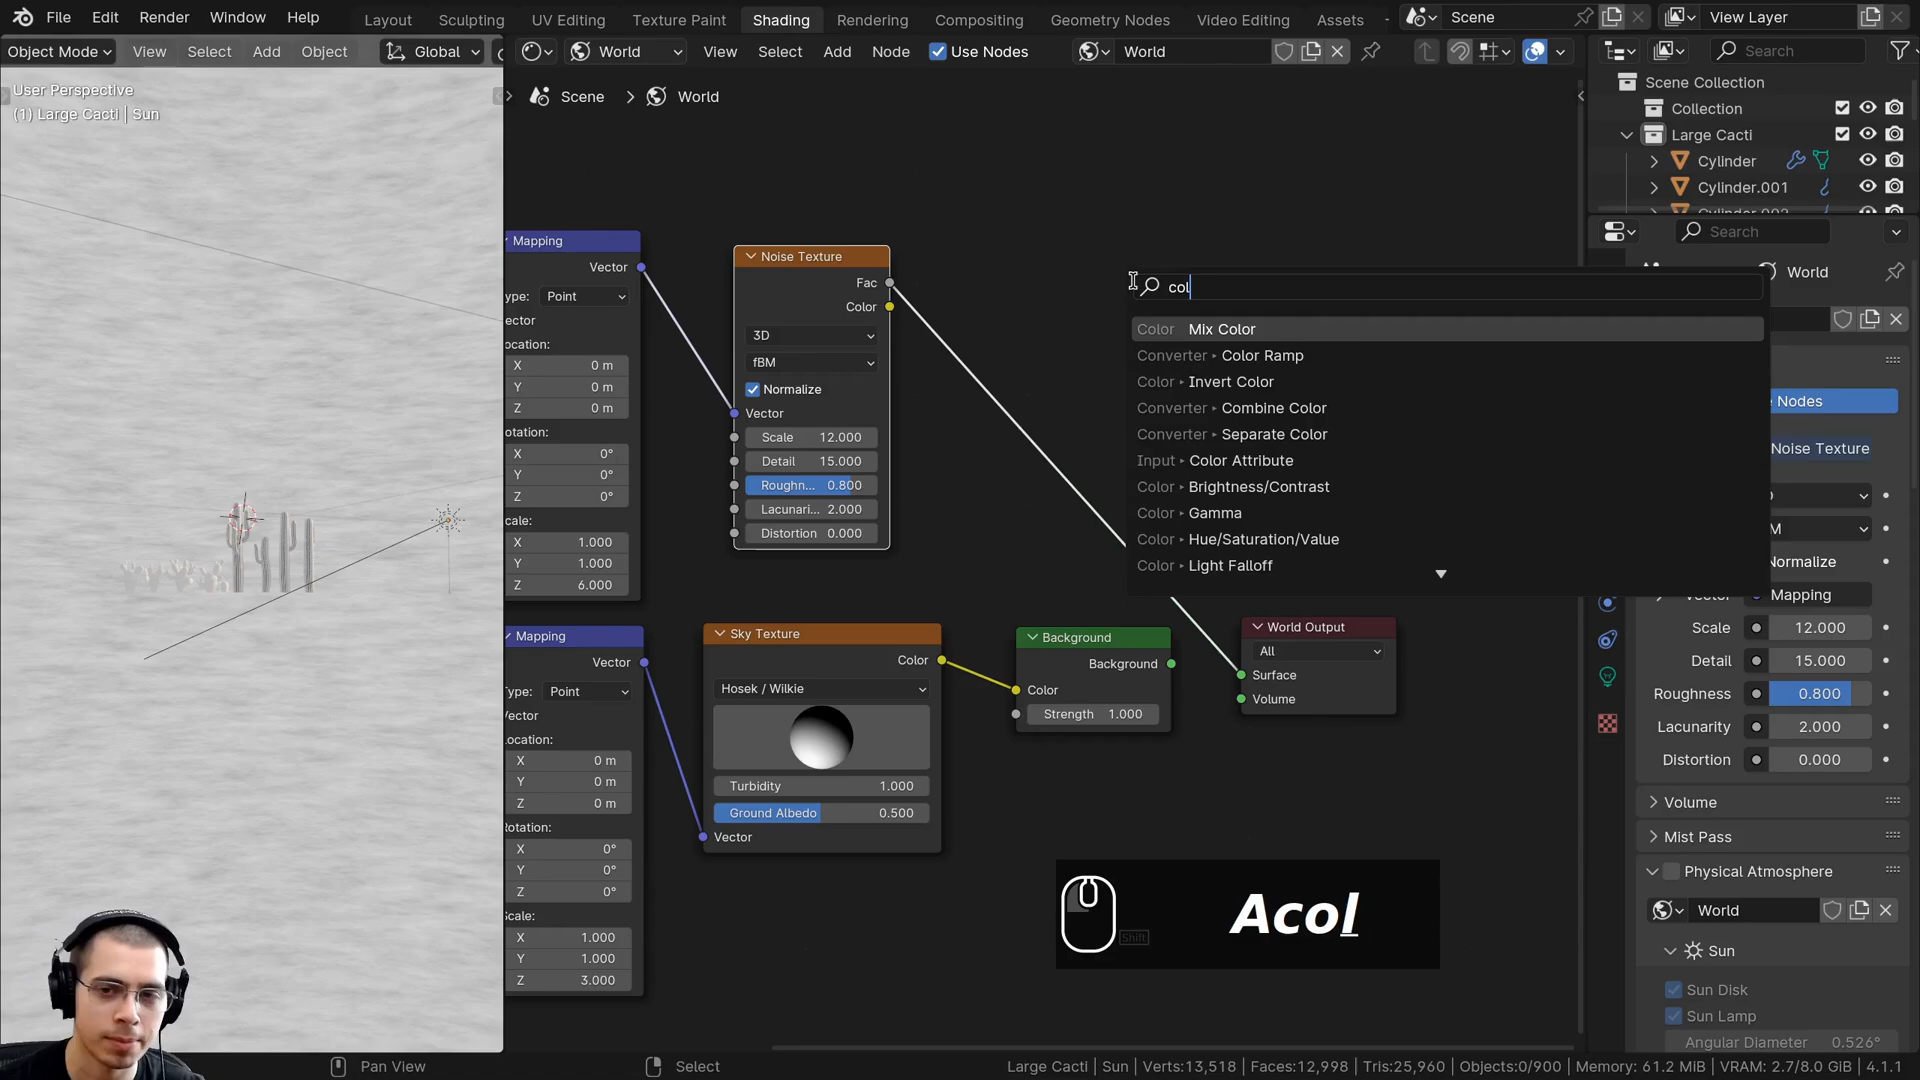 File Edit Render Window Help Layout Sculpting UV Editing Texture Paint Shading Rendering Compositing Geometry Nodes Video Editing Assets Scene View Layer
Object Mode View Select Add Object Global World View Select Add Node Use Nodes World Search
User Perspective
(1) Large Cacti | Sun
Scene World
Scene Collection
Collection
Large Cacti
Cylinder
Cylinder.001
Search
World
Mapping
Vector
Type: Point
Vector
Location:
X 0 m
Y 0 m
Z 0 m
Rotation:
X 0°
Y 0°
Z 0°
Scale:
X 1.000
Y 1.000
Z 6.000
Noise Texture
Fac
Color
3D
fBM
Normalize
Vector
Scale 12.000
Detail 15.000
Roughn... 0.800
Lacunari... 2.000
Distortion 0.000
col
Color Mix Color
Converter Color Ramp
Color Invert Color
Converter Combine Color
Converter Separate Color
Input Color Attribute
Color Brightness/Contrast
Color Gamma
Color Hue/Saturation/Value
Color Light Falloff
Mapping
Vector
Type: Point
Vector
Location:
X 0 m
Y 0 m
Z 0 m
Rotation:
X 0°
Y 0°
Z 0°
Scale:
X 1.000
Y 1.000
Z 3.000
Sky Texture
Color
Hosek / Wilkie
Turbidity 1.000
Ground Albedo 0.500
Vector
Background
Background
Color
Strength 1.000
World Output
All
Surface
Volume
Nodes
Noise Texture
M
Normalize
Mapping
Scale 12.000
Detail 15.000
Roughness 0.800
Lacunarity 2.000
Distortion 0.000
Volume
Mist Pass
Physical Atmosphere
World
Sun
Sun Disk
Sun Lamp
Angular Diameter 0.526°
Shift
Acol
Pan View Select Large Cacti | Sun | Verts:13,518 | Faces:12,998 | Tris:25,960 | Objects:0/900 | Memory: 61.2 MiB | VRAM: 2.7/8.0 GiB | 4.1.1